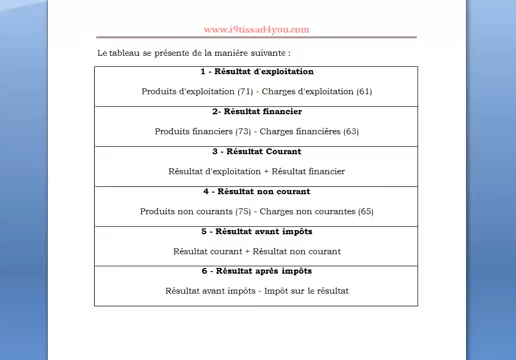 www.i9tissad4you.com
Le tableau se présente de la manière suivante :
1 - Résultat d'exploitation
Produits d'exploitation (71) - Charges d'exploitation (61)
2- Résultat financier
Produits financiers (73) - Charges financières (63)
3 - Résultat Courant
Résultat d'exploitation + Résultat financier
4 - Résultat non courant
Produits non courants (75) - Charges non courantes (65)
5 - Résultat avant impôts
Résultat courant + Résultat non courant
6 - Résultat après impôts
Résultat avant impôts - Impôt sur le résultat